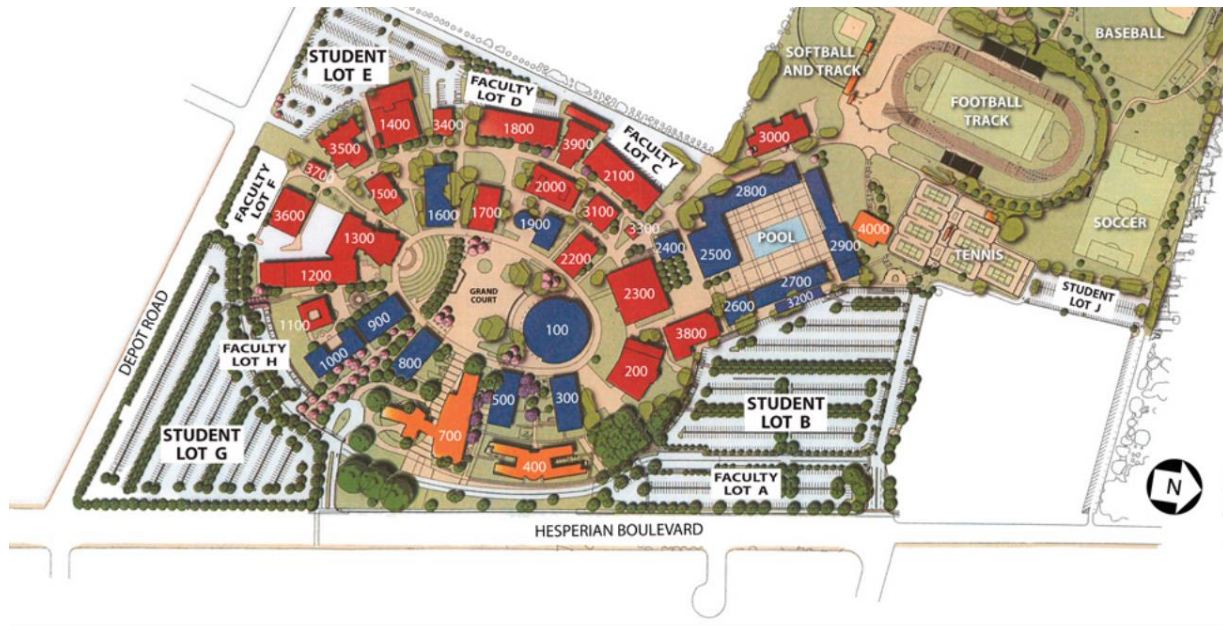 BASEBALL
SOFTBALL
AND TRACK
STUDENT
LOT E
FACULTY
LOT D
FOOTBALL
TRACK
1400
3400
1800
3900
3000
3500
FACULTY
LOT C
2100
3700
FACULTY
LOT F
1500
2000
2800
3600
1600
1700
1900
3100
3300
4000
SOCCER
1300
2200
2400
2500
POOL
2900
TENNIS
1200
GRAND
COURT
2300
2700
2600
3200
STUDENT
LOT J
1100
900
100
3800
DEPOT ROAD
FACULTY
LOT H
1000
800
200
500
300
STUDENT
LOT B
STUDENT
LOT G
700
400
FACULTY
LOT A
N
HESPERIAN BOULEVARD